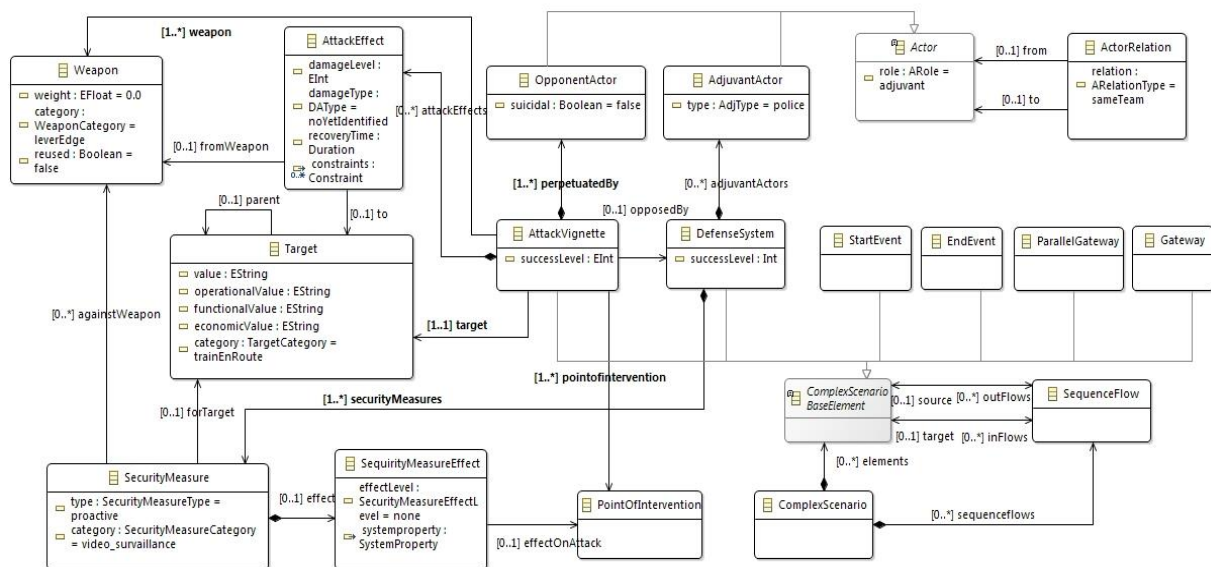 [1..*] weapon
Weapon
weight : EFloat = 0.0
category :
WeaponCategory =
leverEdge
reused : Boolean =
false
AttackEffect
damageLevel :
EInt
damageType :
DAType =
noYetIdentified
recoveryTime :
Duration
constraints :
Constraint
0..*
[0..1] fromWeapon
[0..*] attackEffects
OpponentActor
suicidal : Boolean = false
AdjuvantActor
type : AdjType = police
Actor
role : ARole =
adjuvant
[0..1] from
[0..1] to
ActorRelation
relation :
ARelationType =
sameTeam
[1..*] perpetuatedBy
[0..*] adjuvantActors
[0..1] opposedBy
[0..1] parent
[0..1] to
Target
value : EString
operationalValue : EString
functionalValue : EString
economicValue : EString
category : TargetCategory =
trainEnRoute
AttackVignette
successLevel : EInt
DefenseSystem
successLevel : Int
StartEvent
EndEvent
ParallelGateway
Gateway
[0..*] againstWeapon
[1..1] target
[1..*] pointofintervention
[1..*] securityMeasures
[0..1] forTarget
ComplexScenario
BaseElement
[0..1] source
[0..*] outFlows
[0..1] target
[0..*] inFlows
SequenceFlow
[0..*] elements
SecurityMeasure
type : SecurityMeasureType =
proactive
category : SecurityMeasureCategory
= video_survaillance
[0..1] effect
SequirityMeasureEffect
effectLevel :
SecurityMeasureEffectL
evel = none
systemproperty :
SystemProperty
[0..1] effectOnAttack
PointOfIntervention
ComplexScenario
[0..*] sequenceflows